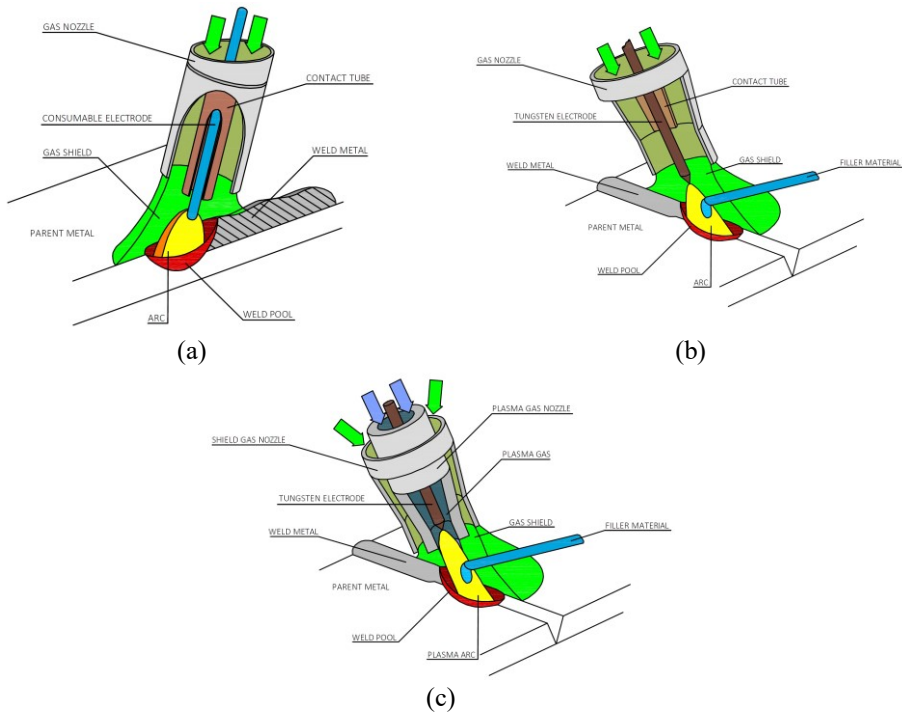 GAS NOZZLE
CONTACT TUBE
CONSUMABLE ELECTRODE
GAS SHIELD
WELD METAL
PARENT METAL
ARC
WELD POOL
(a)
GAS NOZZLE
CONTACT TUBE
TUNGSTEN ELECTRODE
WELD METAL
GAS SHIELD
FILLER MATERIAL
PARENT METAL
WELD POOL
ARC
(b)
PLASMA GAS NOZZLE
SHIELD GAS NOZZLE
PLASMA GAS
TUNGSTEN ELECTRODE
WELD METAL
GAS SHIELD
FILLER MATERIAL
PARENT METAL
WELD POOL
PLASMA ARC
(c)